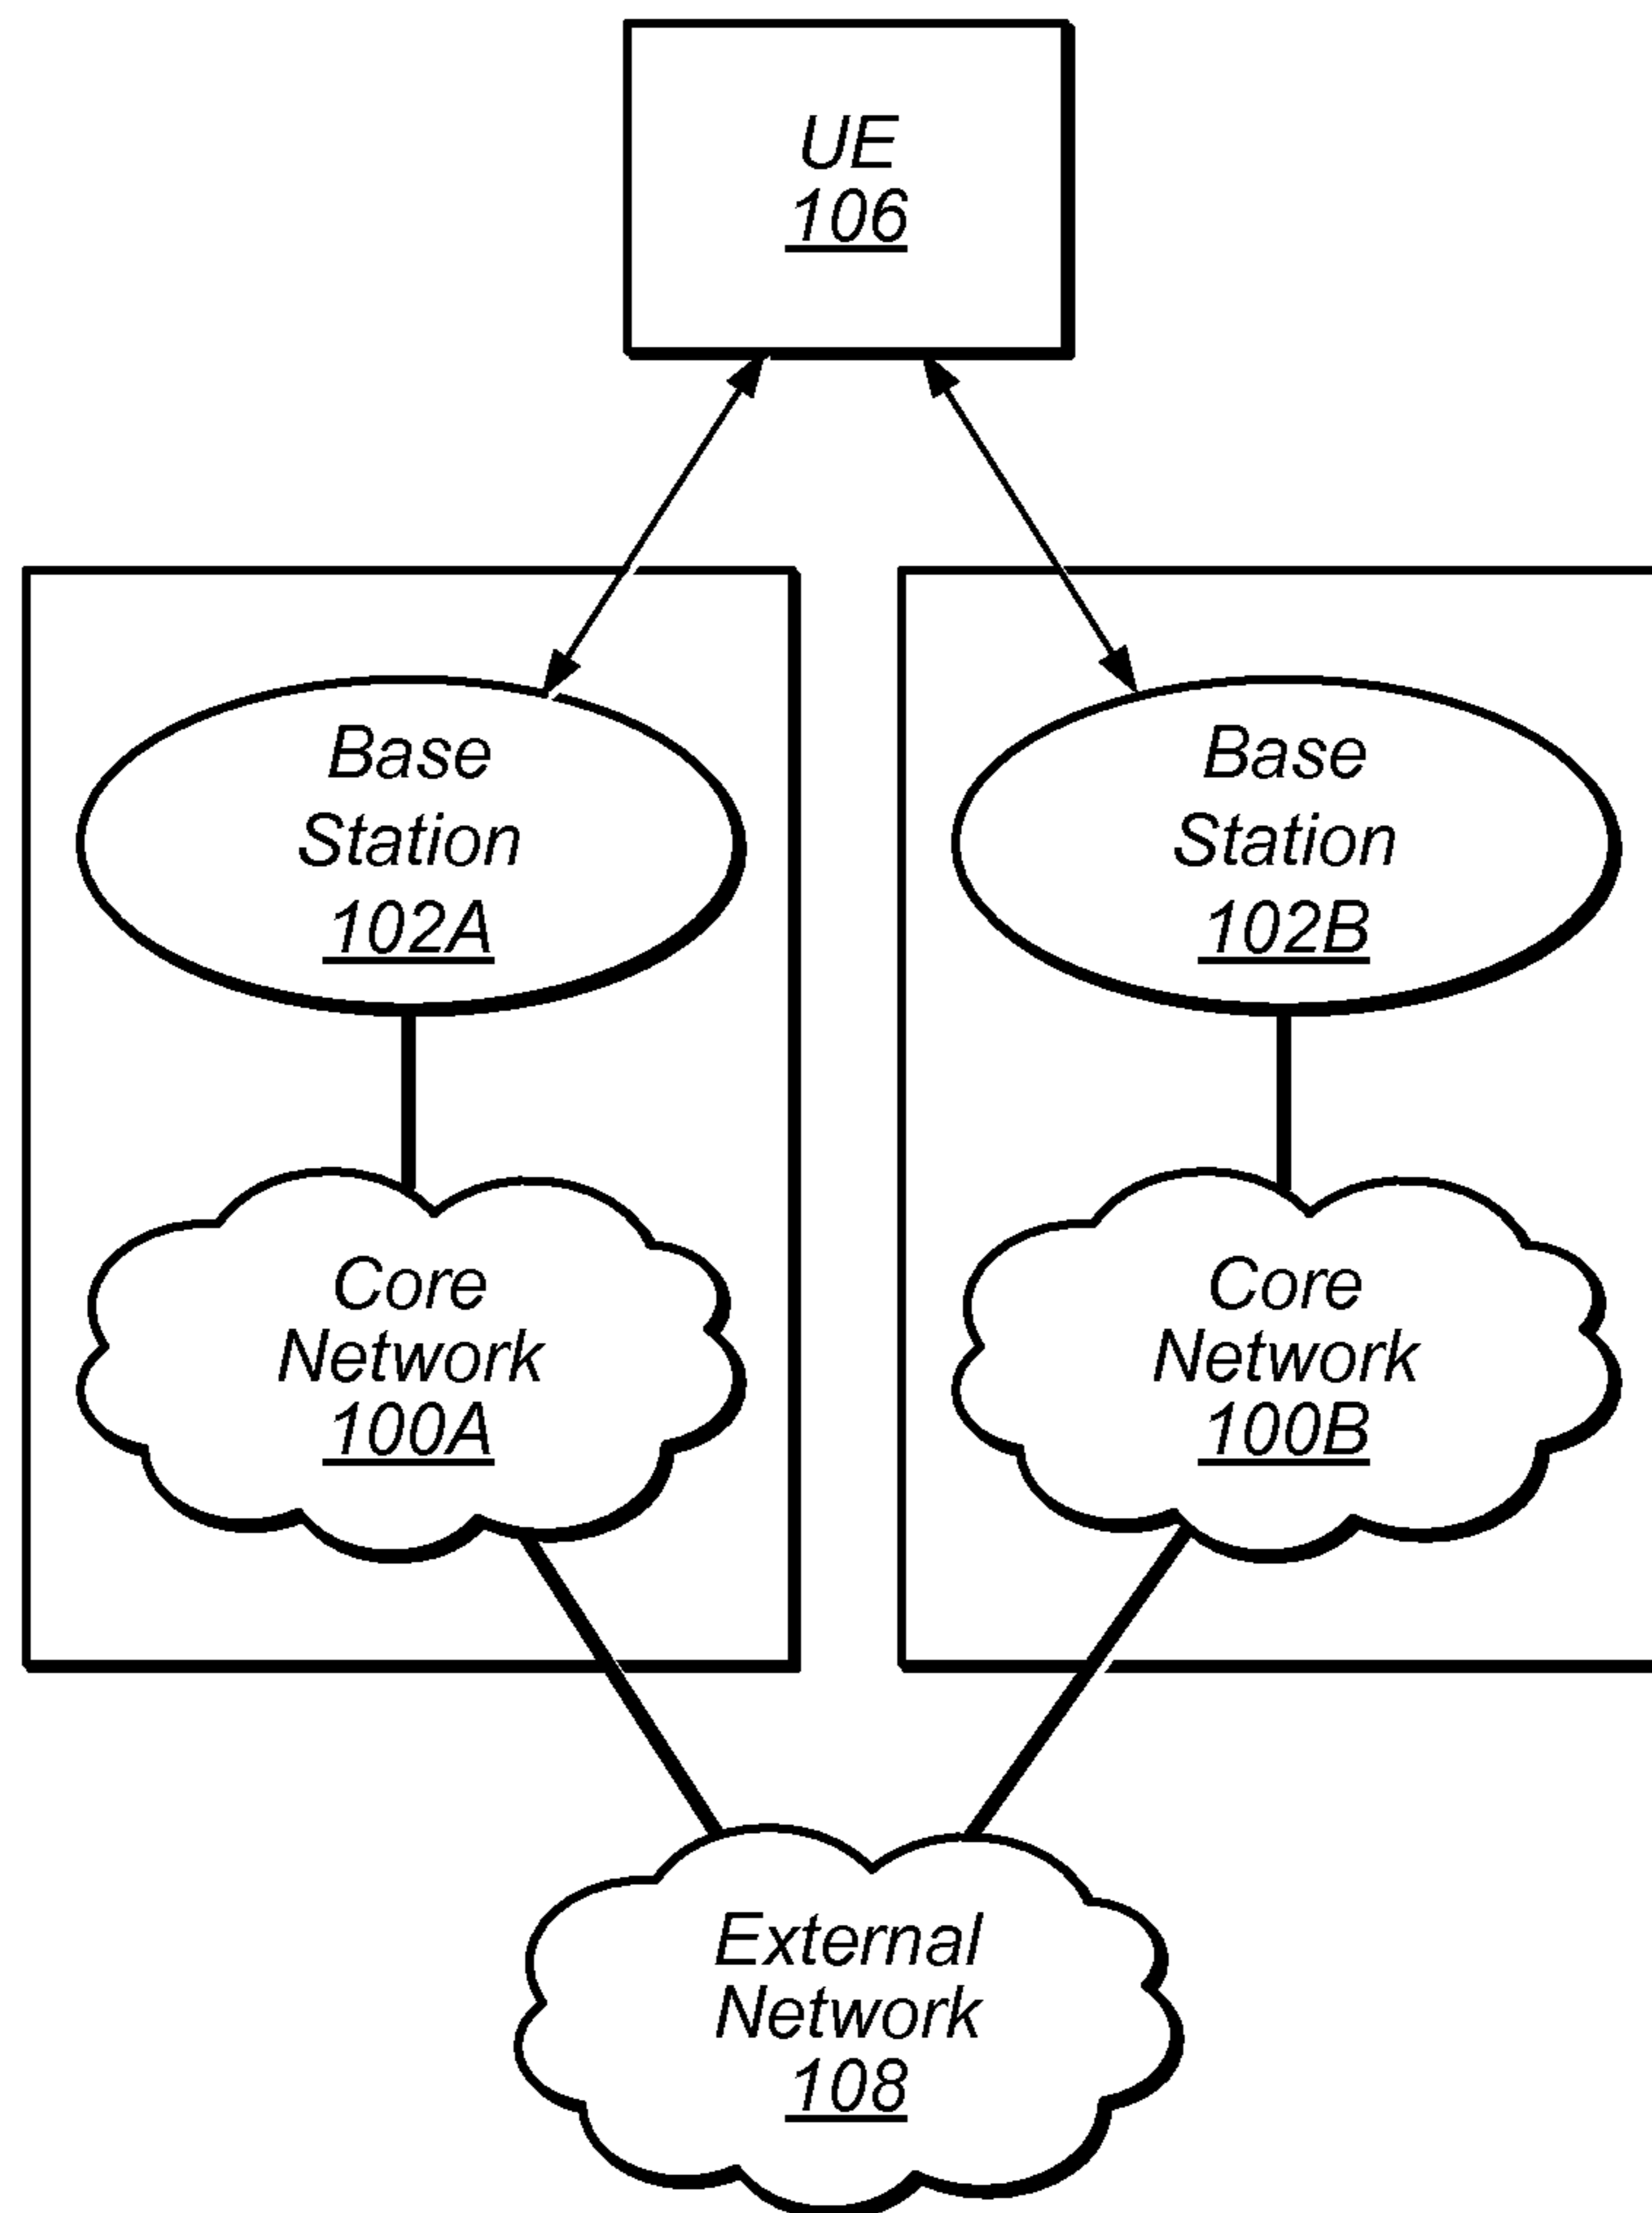 UE
106
Base
Station
102A
Base
Station
102B
Core
Network
100A
Core
Network
100B
External
Network
108